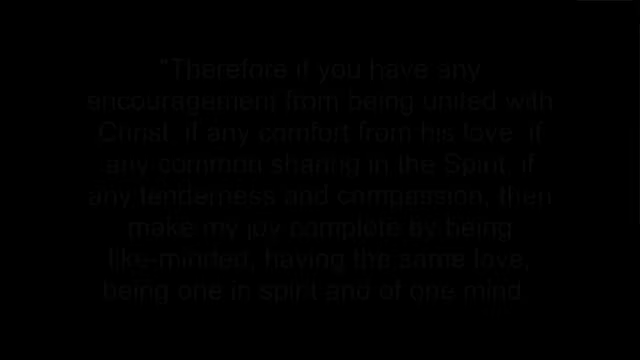 "Therefore if you have any
encouragement from being united with
Christ, if any comfort from his love, if
any common sharing in the Spirit, if
any tenderness and compassion, then
make my joy complete by being
like-minded, having the same love,
being one in spirit and of one mind.